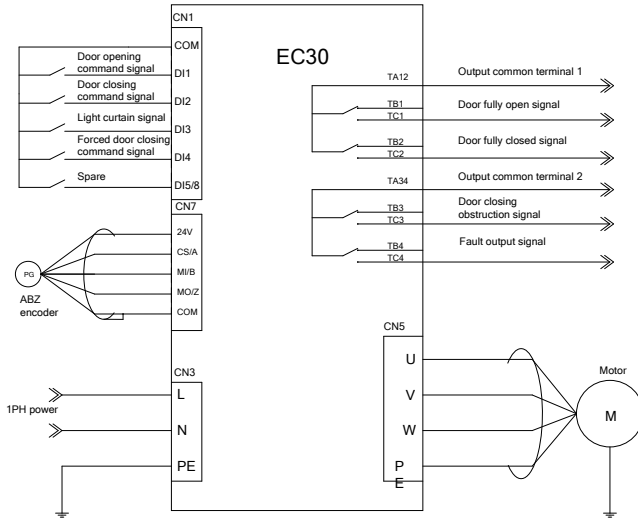 CN1
EC30
COM
Door opening
command signal
DI1
Door closing
command signal
DI2
Light curtain signal
DI3
Forced door closing
command signal
DI4
Spare
DI5/8
CN7
24V
CS/A
MI/B
MO/Z
COM
PG
ABZ
encoder
CN3
L
1PH power
N
PE
TA12
Output common terminal 1
TB1
Door fully open signal
TC1
TB2
Door fully closed signal
TC2
TA34
Output common terminal 2
TB3
Door closing
obstruction signal
TC3
TB4
Fault output signal
TC4
CN5
U
V
W
P
E
Motor
M